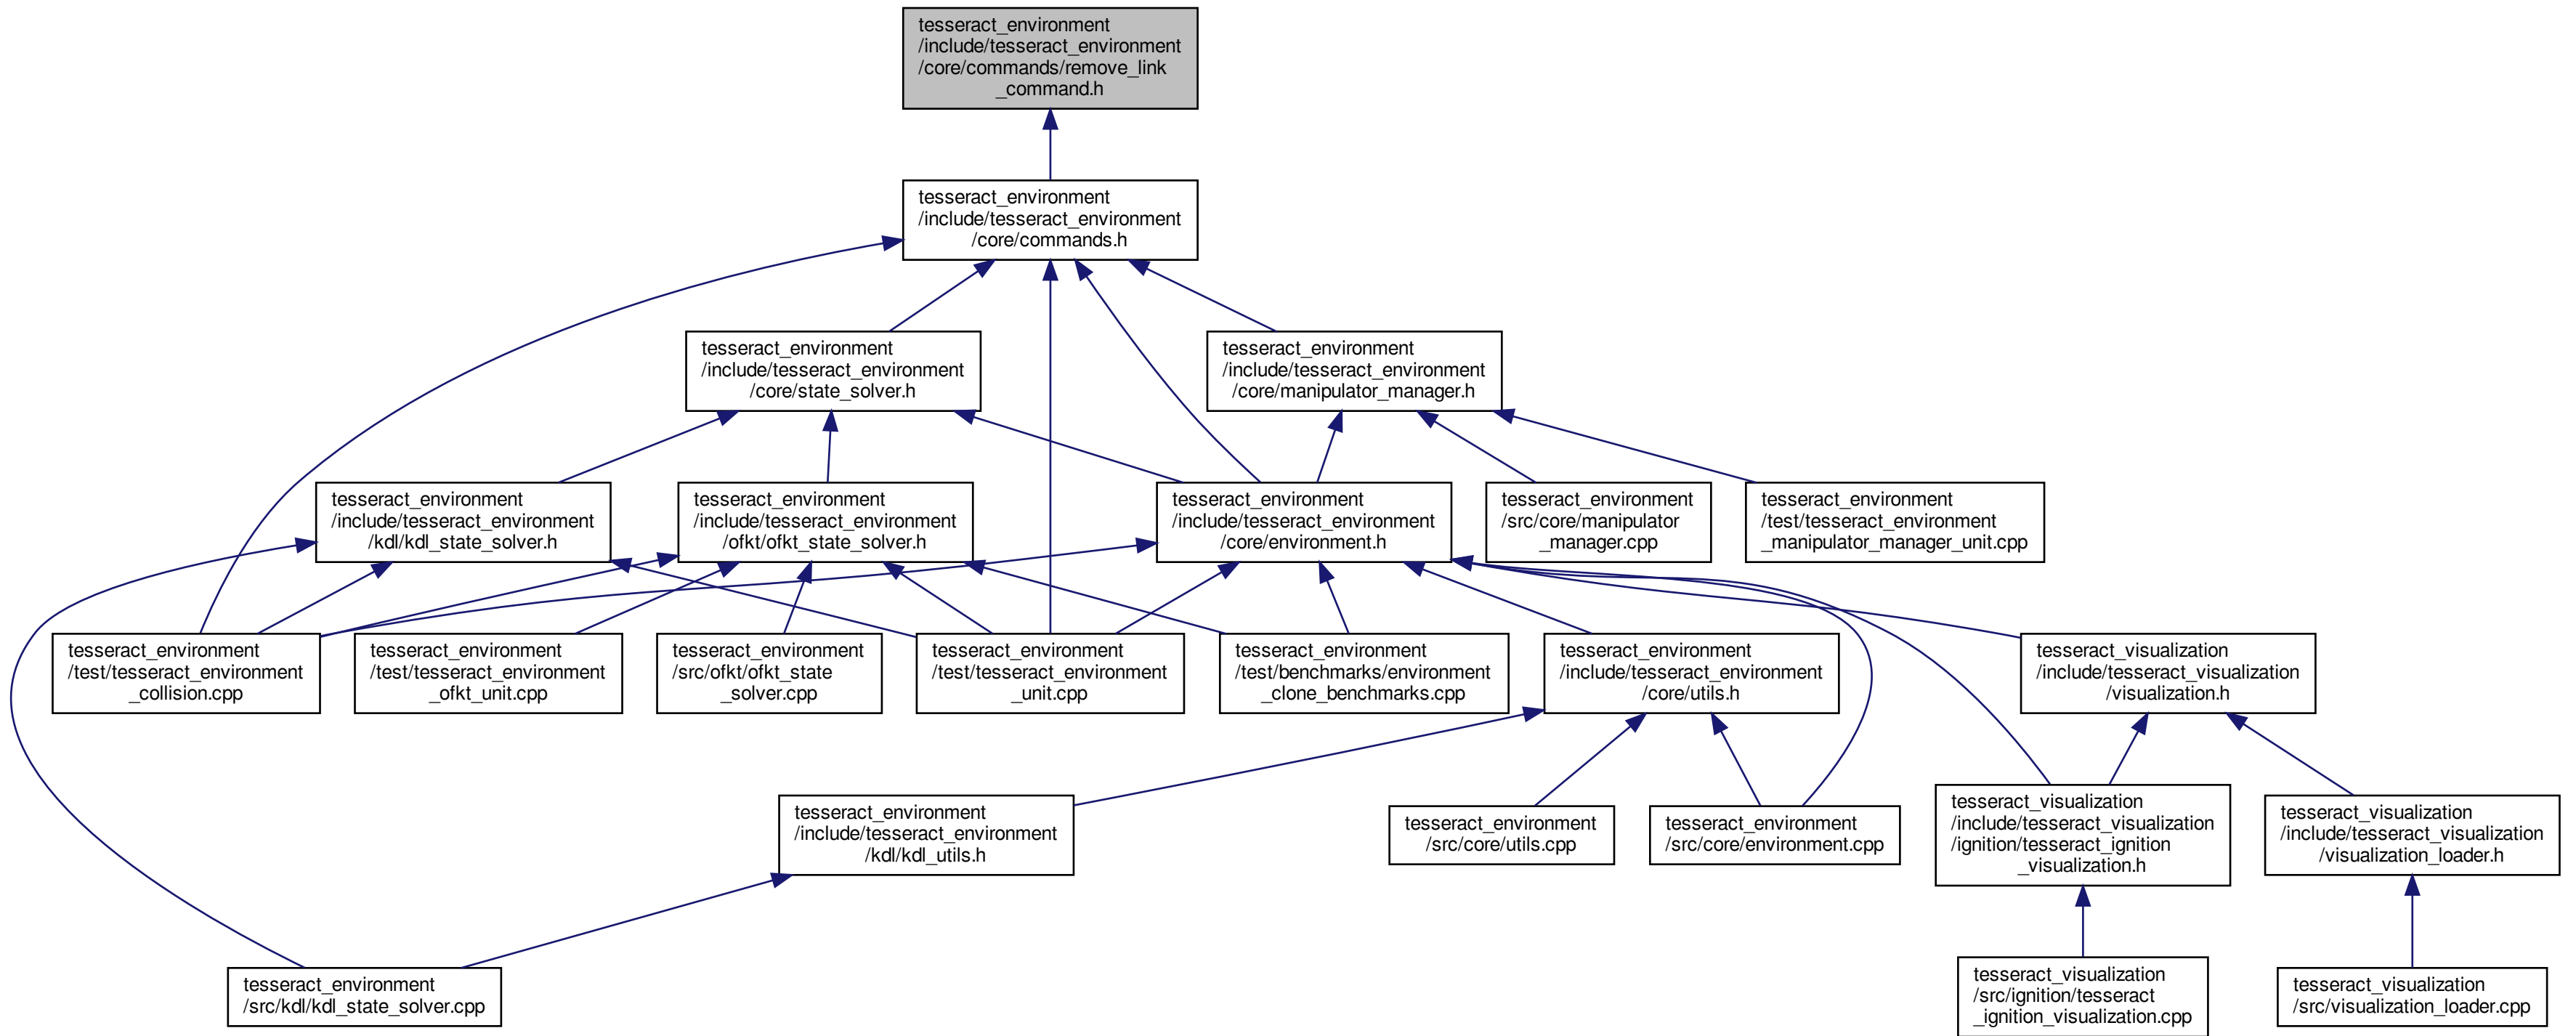 tesseract_environment
/include/tesseract_environment
/core/commands/remove_link
_command.h
tesseract_environment
/include/tesseract_environment
/core/commands.h
tesseract_environment
/include/tesseract_environment
/core/state_solver.h
tesseract_environment
/include/tesseract_environment
/core/manipulator_manager.h
tesseract_environment
/include/tesseract_environment
/kdl/kdl_state_solver.h
tesseract_environment
/include/tesseract_environment
/ofkt/ofkt_state_solver.h
tesseract_environment
/include/tesseract_environment
/core/environment.h
tesseract_environment
/src/core/manipulator
_manager.cpp
tesseract_environment
/test/tesseract_environment
_manipulator_manager_unit.cpp
tesseract_environment
/test/tesseract_environment
_collision.cpp
tesseract_environment
/test/tesseract_environment
_ofkt_unit.cpp
tesseract_environment
/src/ofkt/ofkt_state
_solver.cpp
tesseract_environment
/test/tesseract_environment
_unit.cpp
tesseract_environment
/test/benchmarks/environment
_clone_benchmarks.cpp
tesseract_environment
/include/tesseract_environment
/core/utils.h
tesseract_visualization
/include/tesseract_visualization
/visualization.h
tesseract_environment
/include/tesseract_environment
/kdl/kdl_utils.h
tesseract_environment
/src/core/utils.cpp
tesseract_environment
/src/core/environment.cpp
tesseract_visualization
/include/tesseract_visualization
/ignition/tesseract_ignition
_visualization.h
tesseract_visualization
/include/tesseract_visualization
/visualization_loader.h
tesseract_environment
/src/kdl/kdl_state_solver.cpp
tesseract_visualization
/src/ignition/tesseract
_ignition_visualization.cpp
tesseract_visualization
/src/visualization_loader.cpp